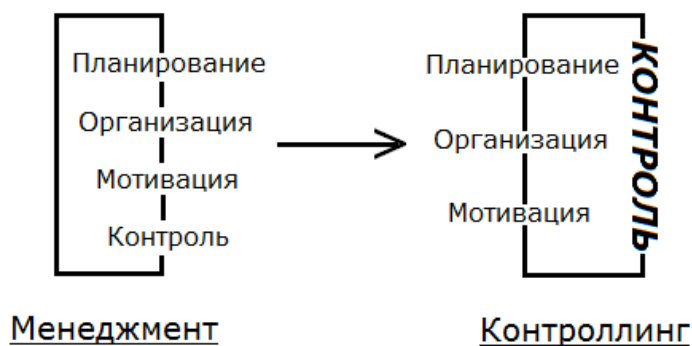 Планирование
Организация
Мотивация
Контроль
Менеджмент
Планирование
Организация
Мотивация
КОНТРОЛЬ
Контроллинг